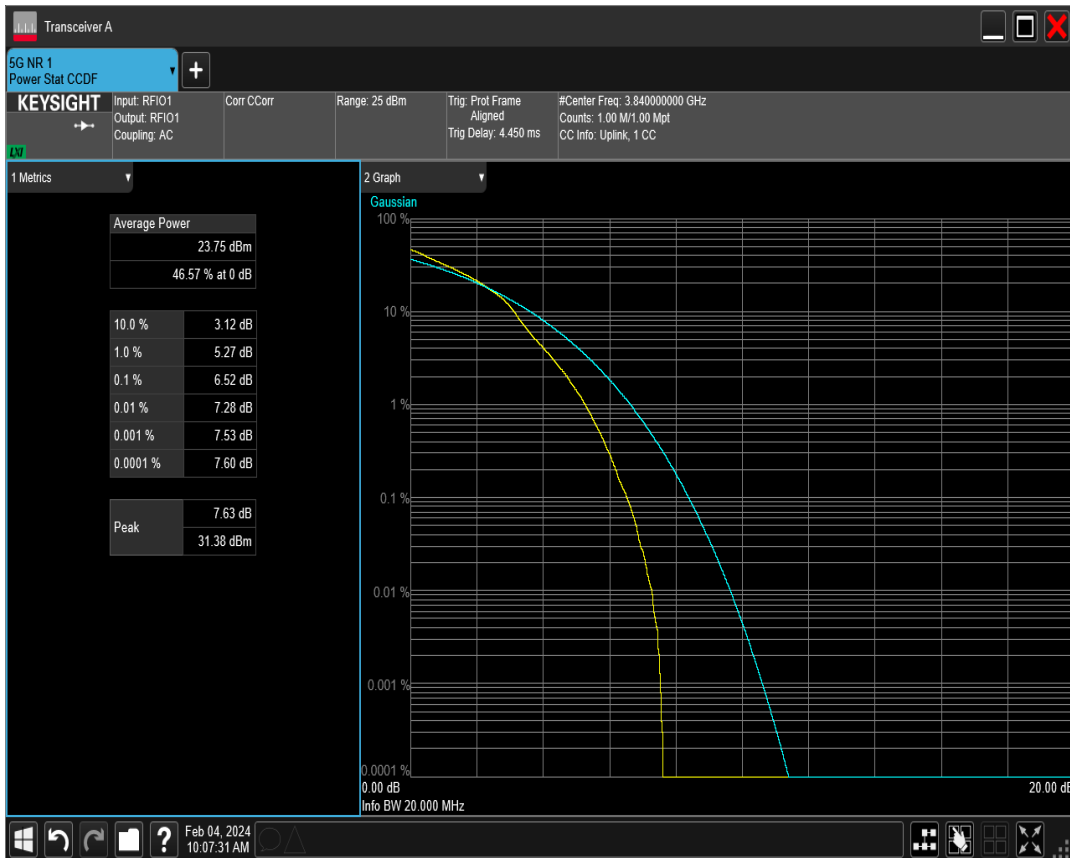 Transceiver A
5G NR 1
Power Stat CCDF
+
KEYSIGHT
LXI
Input: RFIO1
Output: RFIO1
Coupling: AC
Corr CCorr
Range: 25 dBm
Trig: Prot Frame
Aligned
Trig Delay: 4.450 ms
#Center Freq: 3.840000000 GHz
Counts: 1.00 M/1.00 Mpt
CC Info: Uplink, 1 CC
1 Metrics
Average Power
23.75 dBm
46.57 % at 0 dB
10.0 % 3.12 dB
1.0 % 5.27 dB
0.1 % 6.52 dB
0.01 % 7.28 dB
0.001 % 7.53 dB
0.0001 % 7.60 dB
Peak
7.63 dB
31.38 dBm
2 Graph
Gaussian
100 %
10 %
1 %
0.1 %
0.01 %
0.001 %
0.0001 %
0.00 dB
20.00 dB
Info BW 20.000 MHz
?
Feb 04, 2024
10:07:31 AM